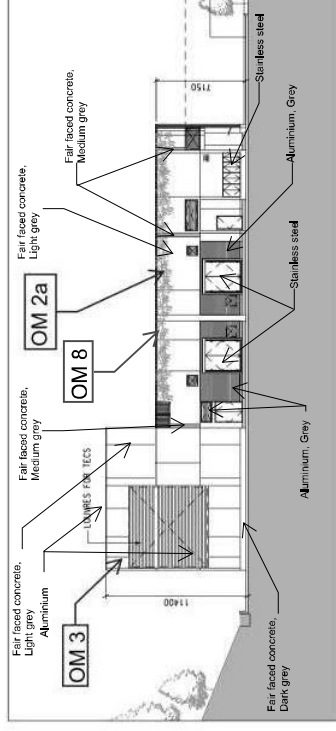 Fair faced concrete,
Light grey
Aluminium
OM 3
LOUVRES FOR TECS
Fair faced concrete,
Medium grey
OM 8
OM 2a
Fair faced concrete,
Light grey
Fair faced concrete,
Medium grey
11400
7150
Fair faced concrete,
Dark grey
Aluminium, Grey
Stainless steel
Aluminium, Grey
Stainless steel